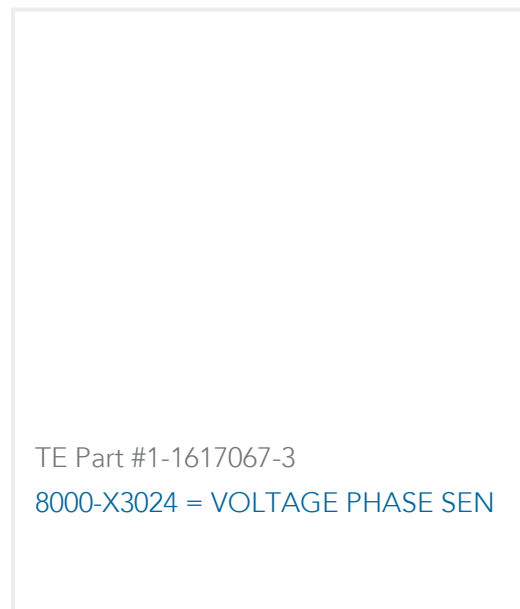 TE Part #1-1617067-3
8000-X3024 = VOLTAGE PHASE SEN